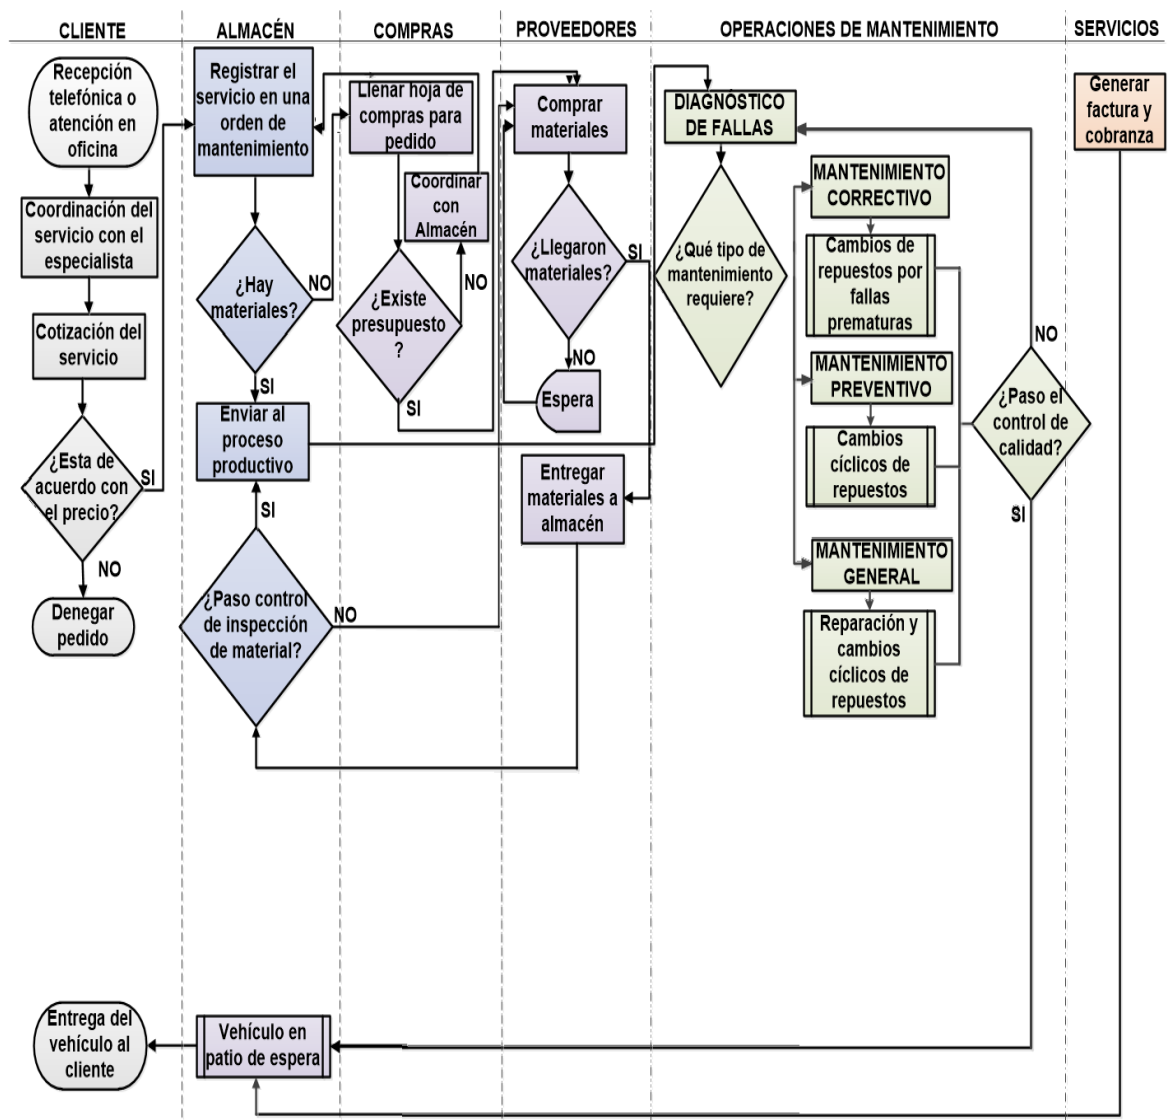 CLIENTE
ALMACÉN
COMPRAS
PROVEEDORES
OPERACIONES DE MANTENIMIENTO
SERVICIOS
Recepción
telefónica o
atención en
oficina
Coordinación del
servicio con el
especialista
Cotización del
servicio
¿Esta de
acuerdo con
el precio?
SI
NO
Denegar
pedido
Entrega del
vehículo al
cliente
Registrar el
servicio en una
orden de
mantenimiento
¿Hay
materiales?
NO
SI
Enviar al
proceso
productivo
SI
¿Paso control
de inspección
de material?
NO
Vehículo en
patio de espera
Llenar hoja de
compras para
pedido
Coordinar
con
Almacén
¿Existe
presupuesto
?
NO
SI
Comprar
materiales
¿Llegaron
materiales?
SI
NO
Espera
Entregar
materiales a
almacén
DIAGNÓSTICO
DE FALLAS
¿Qué tipo de
mantenimiento
requiere?
MANTENIMIENTO
CORRECTIVO
Cambios de
repuestos por
fallas
prematuras
MANTENIMIENTO
PREVENTIVO
Cambios
cíclicos de
repuestos
MANTENIMIENTO
GENERAL
Reparación y
cambios
cíclicos de
repuestos
NO
¿Paso el
control de
calidad?
SI
Generar
factura y
cobranza